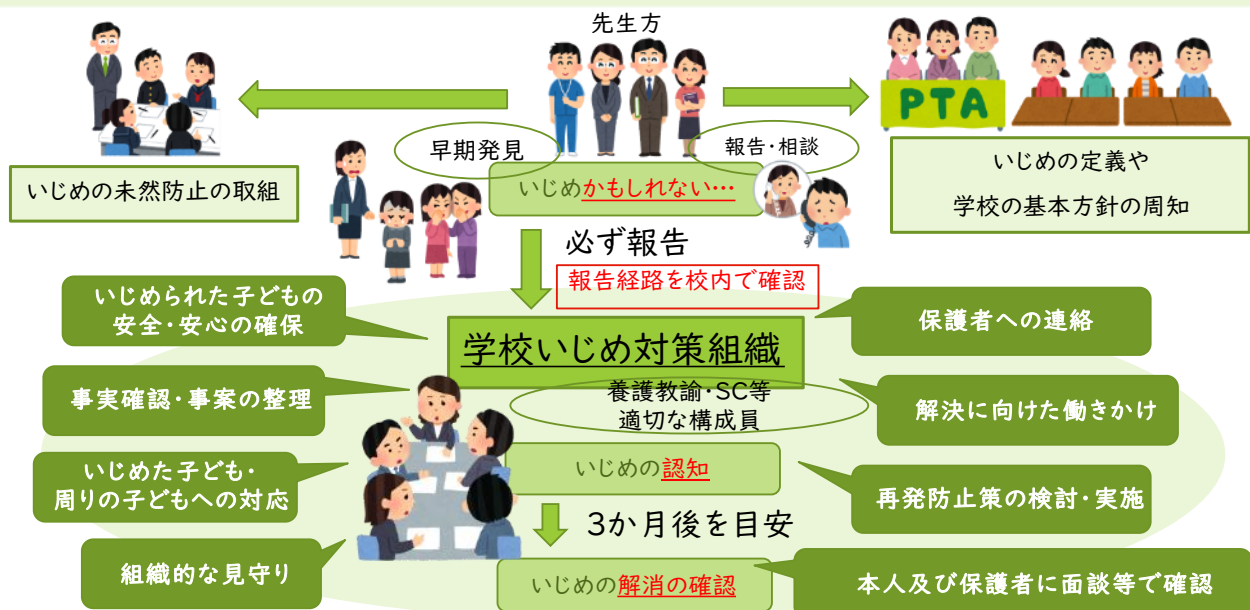 先生方
PTA
早期発見
報告・相談
いじめかもしれない…
いじめの未然防止の取組
いじめの定義や
学校の基本方針の周知
必ず報告
報告経路を校内で確認
いじめられた子どもの
安全・安心の確保
保護者への連絡
学校いじめ対策組織
養護教諭・SC等
適切な構成員
事実確認・事案の整理
解決に向けた働きかけ
いじめの認知
いじめた子ども・
周りの子どもへの対応
再発防止策の検討・実施
3か月後を目安
組織的な見守り
いじめの解消の確認
本人及び保護者に面談等で確認